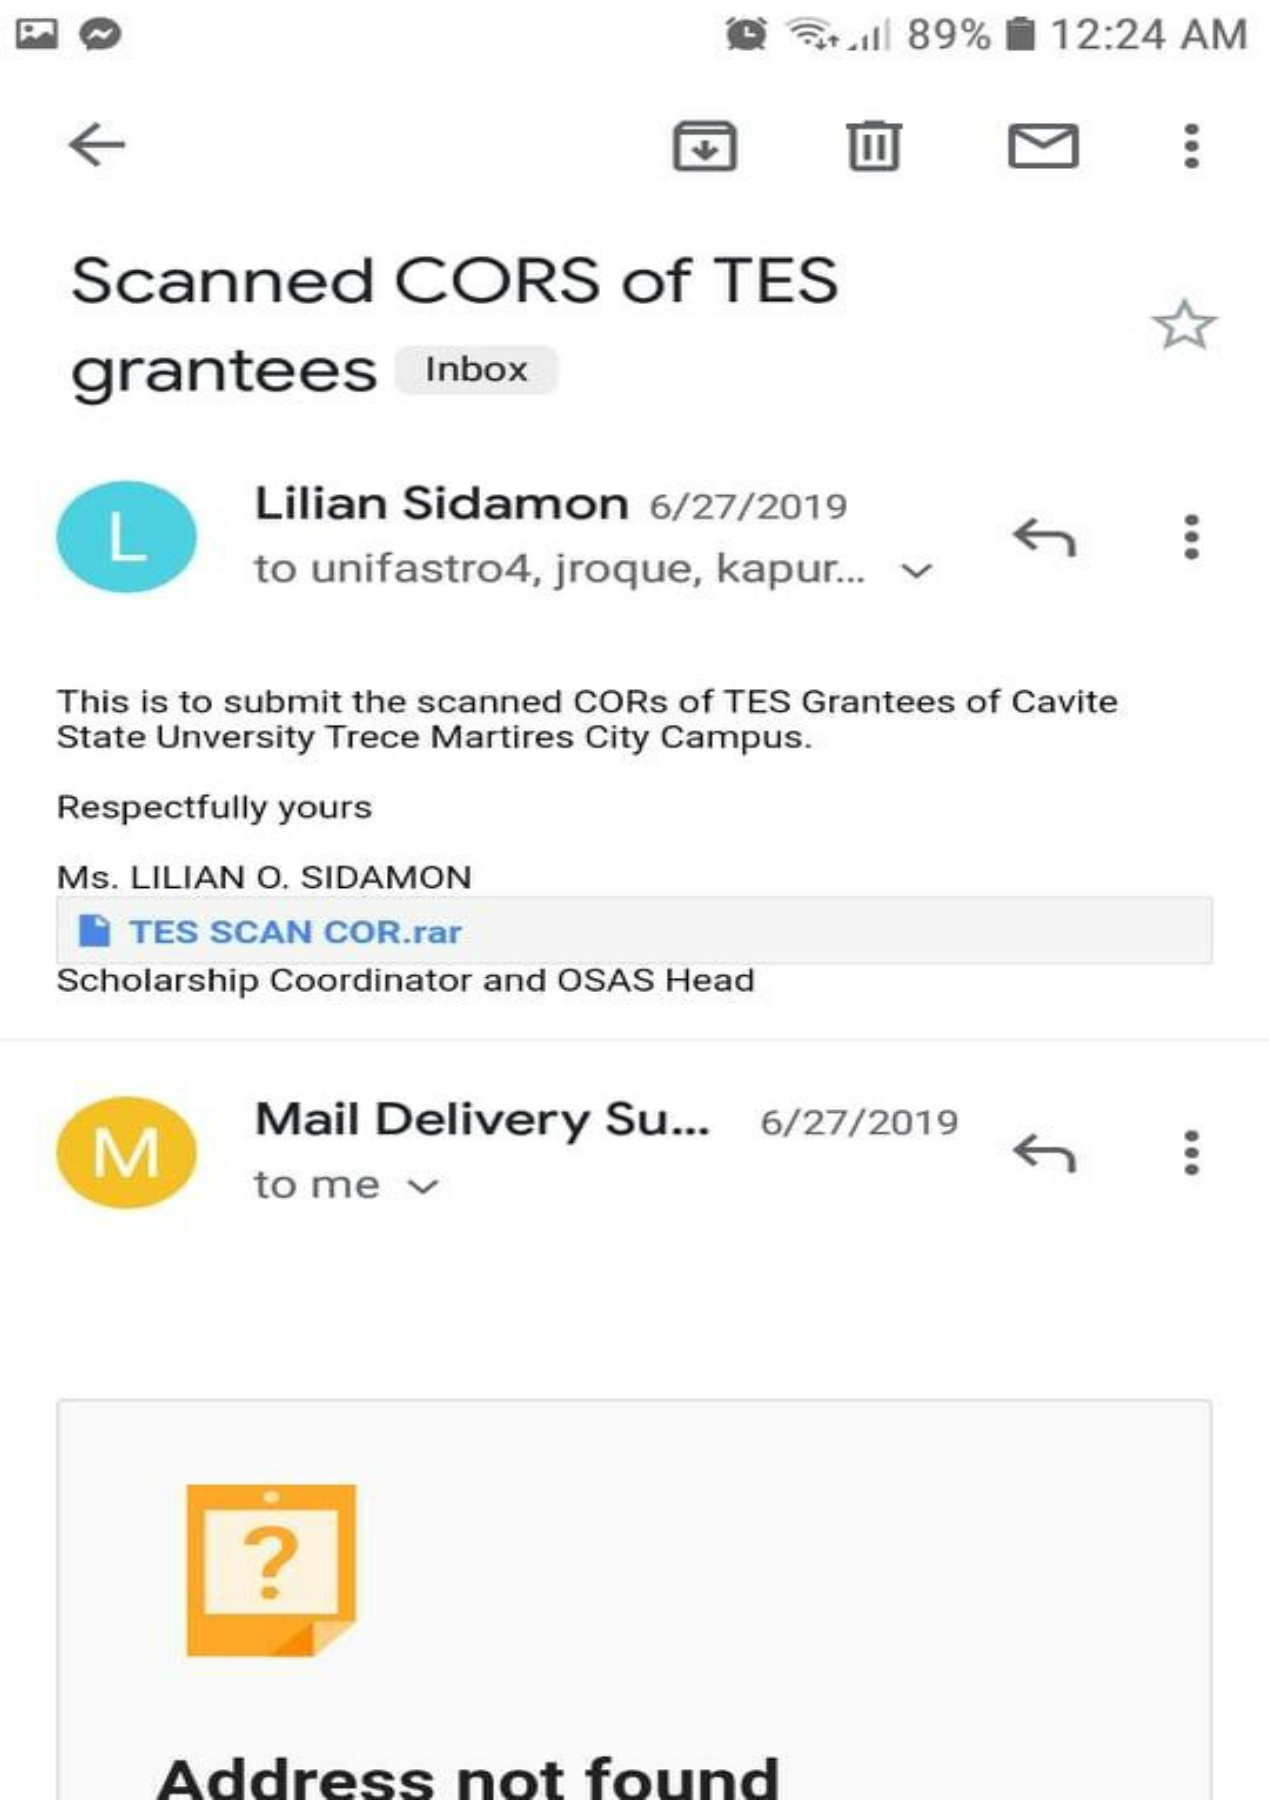 89% 12:24 AM
Scanned CORS of TES
grantees Inbox
L
Lilian Sidamon 6/27/2019
to unifastro4, jroque, kapur...
This is to submit the scanned CORs of TES Grantees of Cavite
State Unversity Trece Martires City Campus.
Respectfully yours
Ms. LILIAN O. SIDAMON
TES SCAN COR.rar
Scholarship Coordinator and OSAS Head
M
Mail Delivery Su... 6/27/2019
to me
?
Address not found